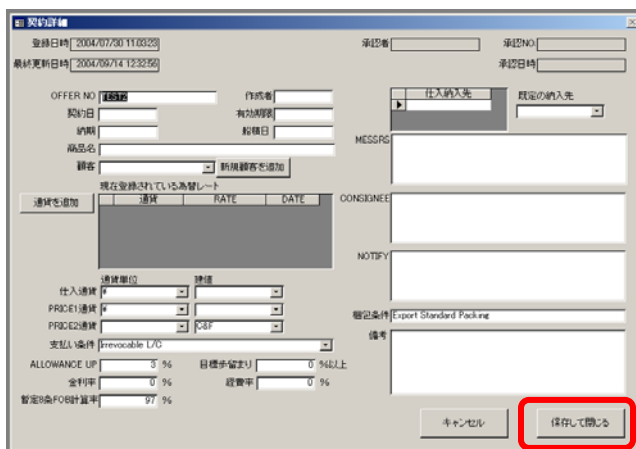 契約詳細
登録日時 2004/07/30 11:03:23 承認者 承認NO.
最終更新日時 2004/09/14 12:32:56 承認日時
OFFER NO TEST2 作成者 仕入納入先 既定の納入先
契約日 有効期限
納期 船積日
商品名 MESSRS
顧客 新規顧客を追加
現在登録されている為替レート
通貨を追加 通貨 RATE DATE CONSIGNEE
NOTIFY
通貨単位 建値
仕入通貨 ¥
PRICE1通貨 ¥ 梱包条件 Export Standard Packing
PRICE2通貨 C&F
支払い条件 Irrevocable L/C 備考
ALLOWANCE UP 3 % 目標歩留まり 0 %以上
金利率 0 % 経費率 0 %
暫定8条FOB計算率 97 %
キャンセル 保存して閉じる